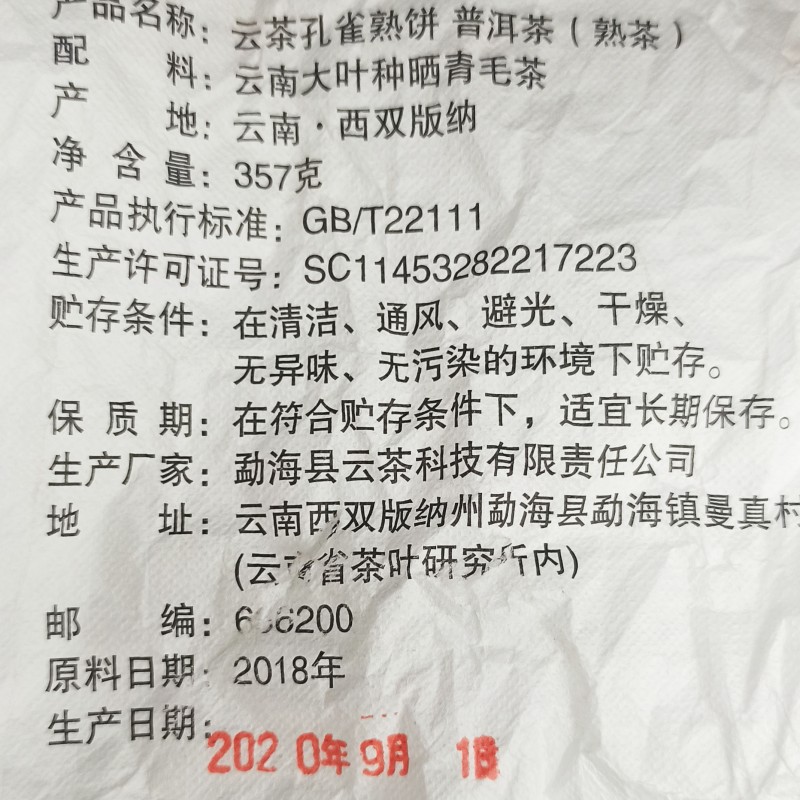 产品名称：云茶孔雀熟饼 普洱茶（熟茶）
配 料：云南大叶种晒青毛茶
产 地：云南·西双版纳
净 含 量：357克
产品执行标准：GB/T22111
生产许可证号：SC11453282217223
贮存条件：在清洁、通风、避光、干燥、
无异味、无污染的环境下贮存。
保 质 期：在符合贮存条件下，适宜长期保存。
生产厂家：勐海县云茶科技有限责任公司
地 址：云南西双版纳州勐海县勐海镇曼真村
(云南省茶叶研究所内)
邮 编：666200
原料日期：2018年
生产日期：
2020年9月 1日